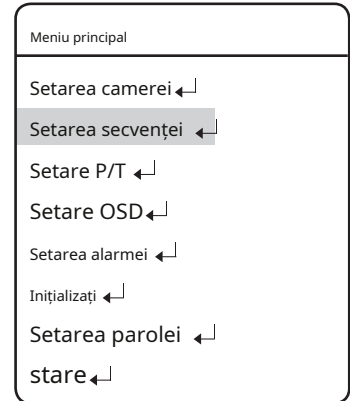 Meniu principal
Setarea camerei
Setarea secvenței
Setare P/T
Setare OSD
Setarea alarmei
Inițializați
Setarea parolei
stare